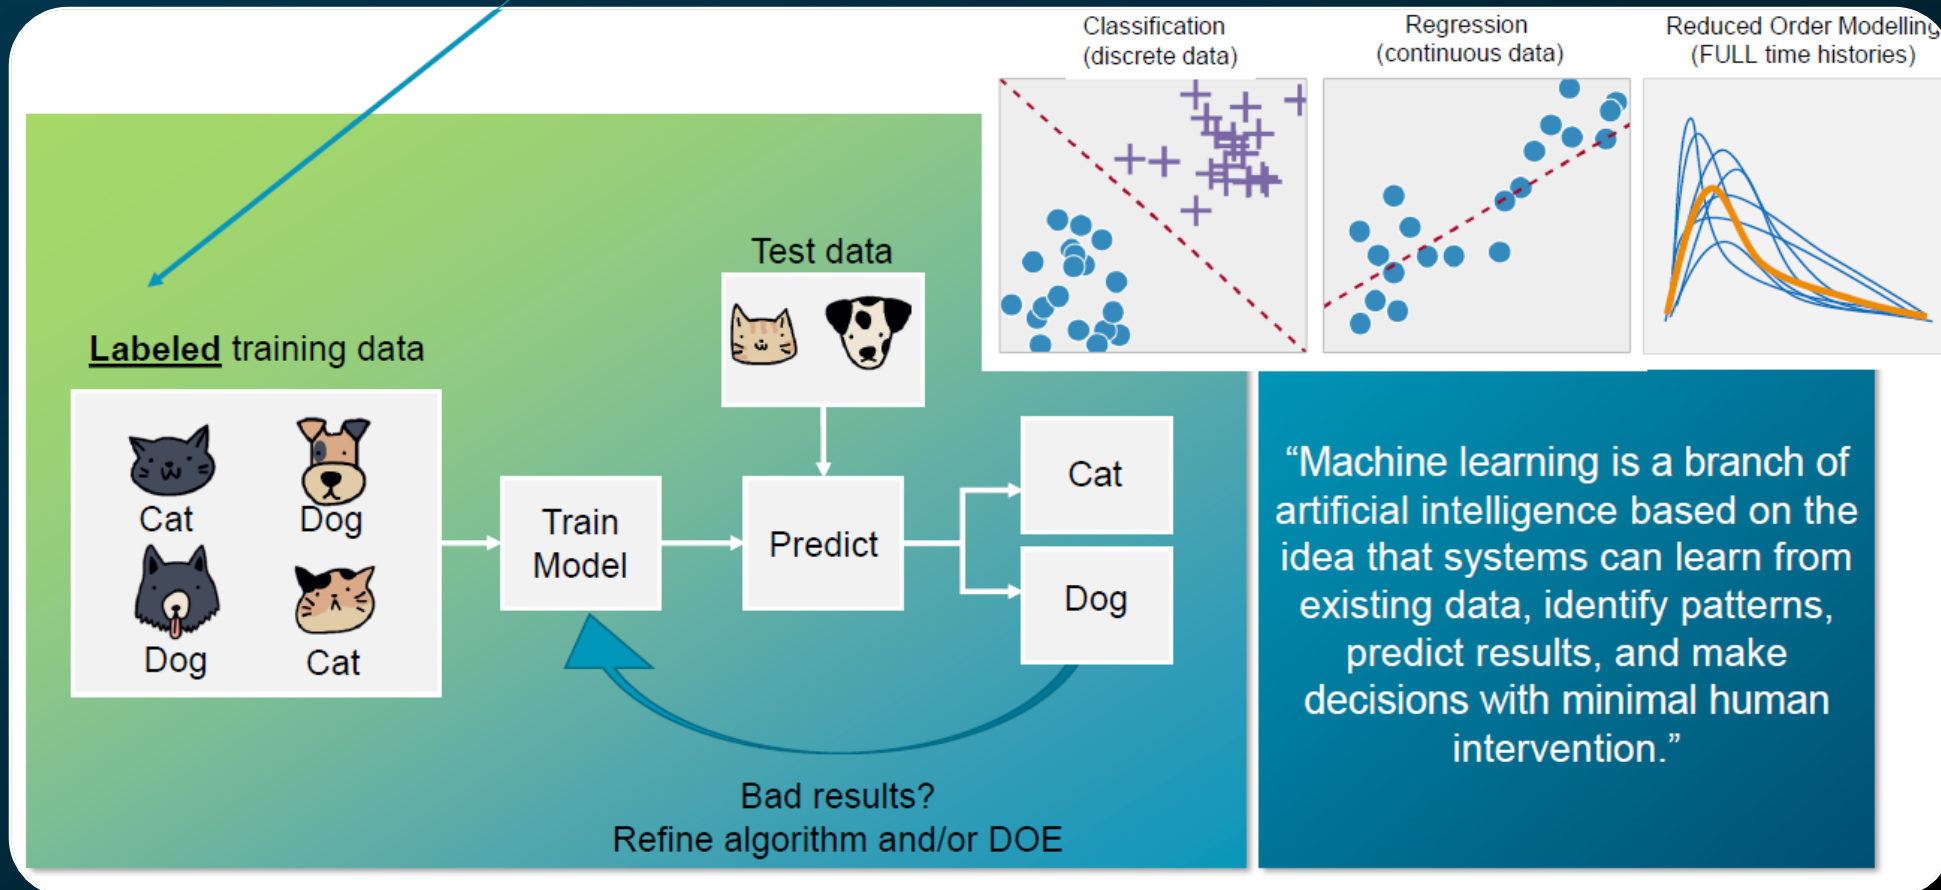 Classification
(discrete data)
Regression
(continuous data)
Reduced Order Modelling
(FULL time histories)
Test data
Labeled training data
Cat
Dog
Dog
Cat
Train
Model
Predict
Cat
Dog
Bad results?
Refine algorithm and/or DOE
“Machine learning is a branch of
artificial intelligence based on the
idea that systems can learn from
existing data, identify patterns,
predict results, and make
decisions with minimal human
intervention.”